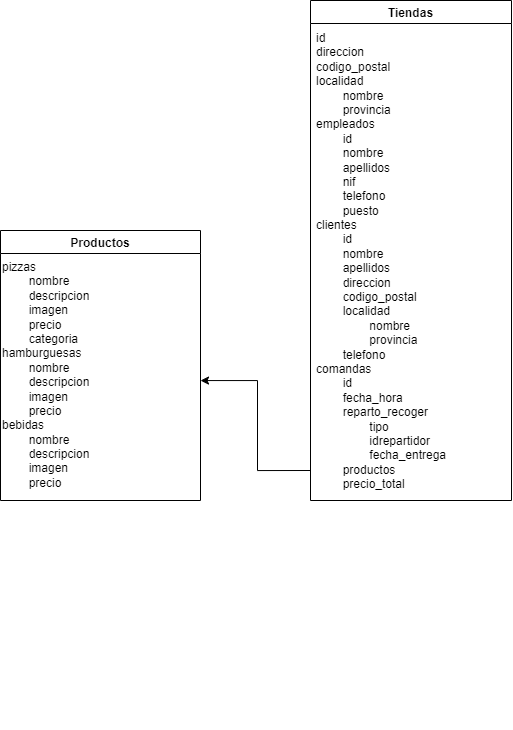 Tiendas
id
direccion
codigo_postal
localidad
nombre
provincia
empleados
id
nombre
apellidos
nif
telefono
puesto
clientes
id
nombre
apellidos
direccion
codigo_postal
localidad
nombre
provincia
telefono
comandas
id
fecha_hora
reparto_recoger
tipo
idrepartidor
fecha_entrega
productos
precio_total
Productos
pizzas
nombre
descripcion
imagen
precio
categoria
hamburguesas
nombre
descripcion
imagen
precio
bebidas
nombre
descripcion
imagen
precio